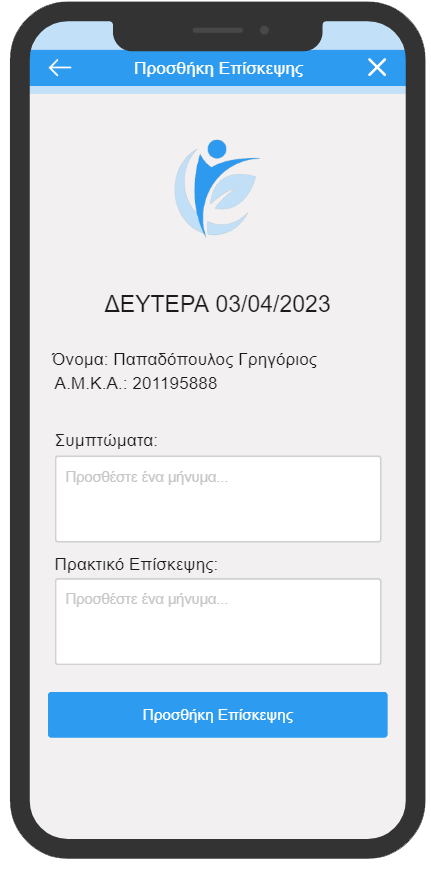 Προσθήκη Επίσκεψης
ΔΕΥΤΕΡΑ 03/04/2023
Όνομα: Παπαδόπουλος Γρηγόριος
Α.Μ.Κ.Α.: 201195888
Συμπτώματα:
Προσθέστε ένα μήνυμα...
Πρακτικό Επίσκεψης:
Προσθέστε ένα μήνυμα...
Προσθήκη Επίσκεψης